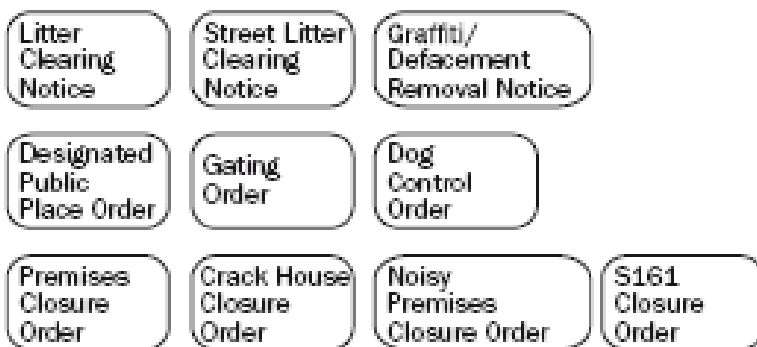 Litter
Clearing
Notice
Street Litter
Clearing
Notice
Graffiti/
Defacement
Removal Notice
Designated
Public
Place Order
Gating
Order
Dog
Control
Order
Premises
Closure
Order
Crack House
Closure
Order
Noisy
Premises
Closure Order
S161
Closure
Order